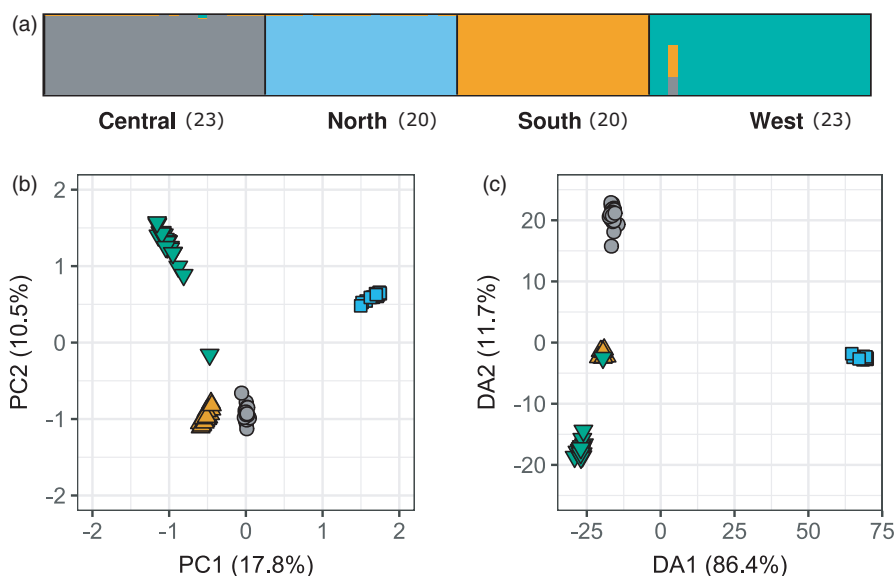 (a)
Central (23) North (20) South (20) West (23)
(b)
2
1
0
-1
-2
-2 -1 0 1 2
PC2 (10.5%)
PC1 (17.8%)
(c)
20
10
0
-10
-20
-25 0 25 50 75
DA2 (11.7%)
DA1 (86.4%)